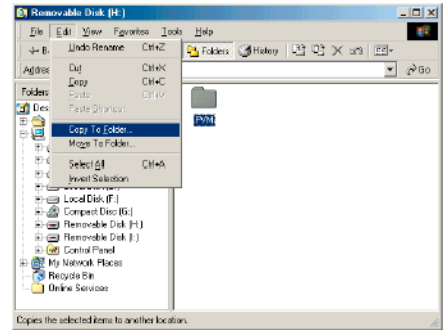 Removable Disk (H:)
File Edit View Favorites Tools Help
Folders History
Go
Undo Rename Ctrl+Z
Cut Ctrl+X
Copy Ctrl+C
Paste Ctrl+V
Paste Shortcut
Copy To Folder...
Move To Folder...
Select All Ctrl+A
Invert Selection
Folders
PVM
Local Disk (F:)
Compact Disc (G:)
Removable Disk (H:)
Removable Disk (I:)
Control Panel
My Network Places
Recycle Bin
Online Services
Copies the selected items to another location.